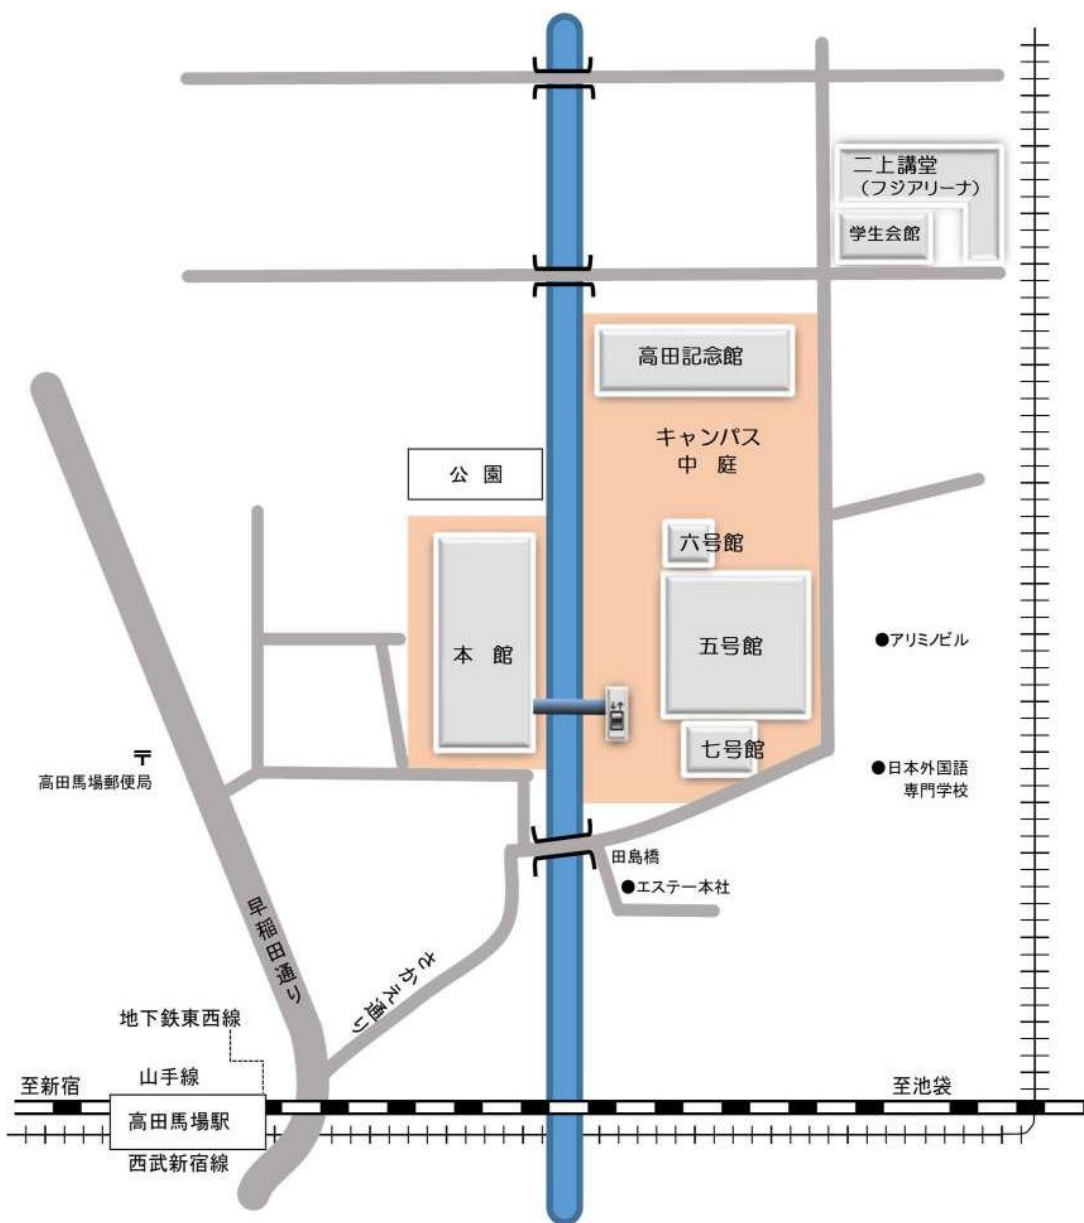 二上講堂
（フジアリーナ）
学生会館
高田記念館
キャンパス
中　庭
公　園
六号館
本　館
五号館
●アリミノビル
七号館
〒
高田馬場郵便局
●日本外国語
専門学校
田島橋
●エステー本社
早稲田通り
さかえ通り
地下鉄東西線
山手線
至新宿
至池袋
高田馬場駅
西武新宿線